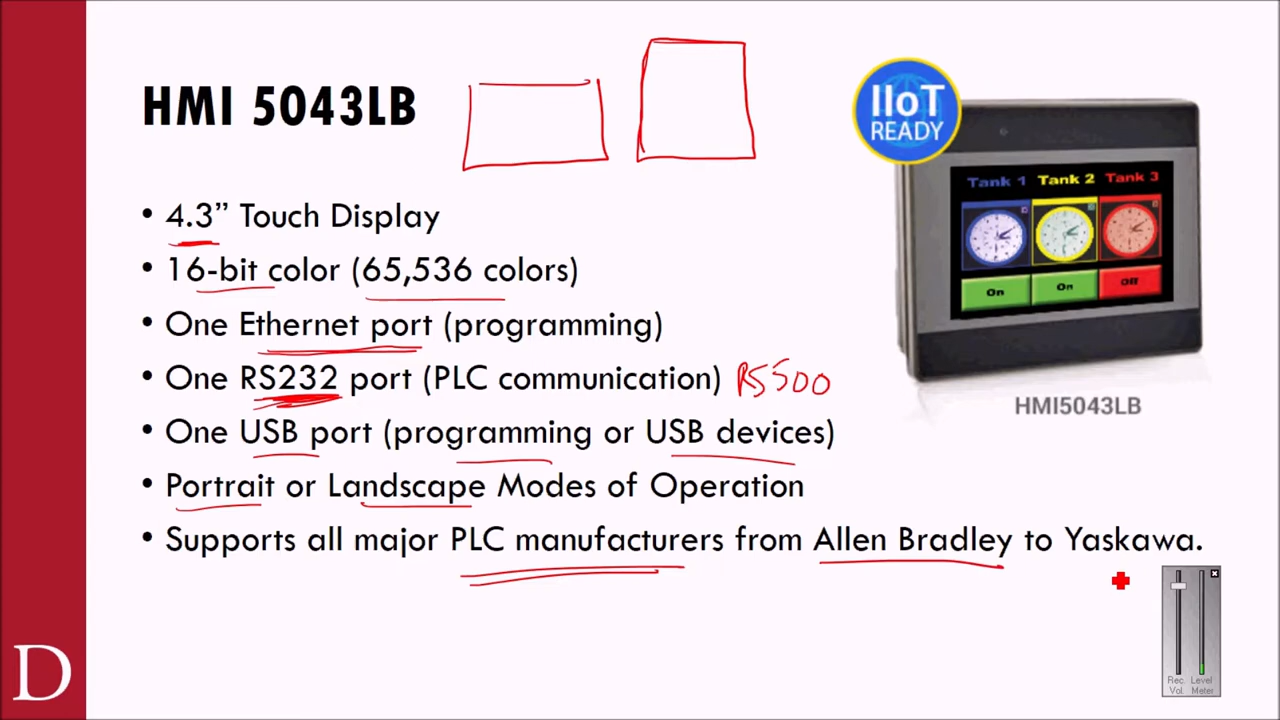 HMI 5043LB
• 4.3” Touch Display
• 16-bit color (65,536 colors)
• One Ethernet port (programming)
• One RS232 port (PLC communication) RS500
• One USB port (programming or USB devices)
• Portrait or Landscape Modes of Operation
• Supports all major PLC manufacturers from Allen Bradley to Yaskawa.
IIoT
READY
Tank 1 Tank 2 Tank 3
On On Off
HMI5043LB
D
Rec. Level
Vol. Meter